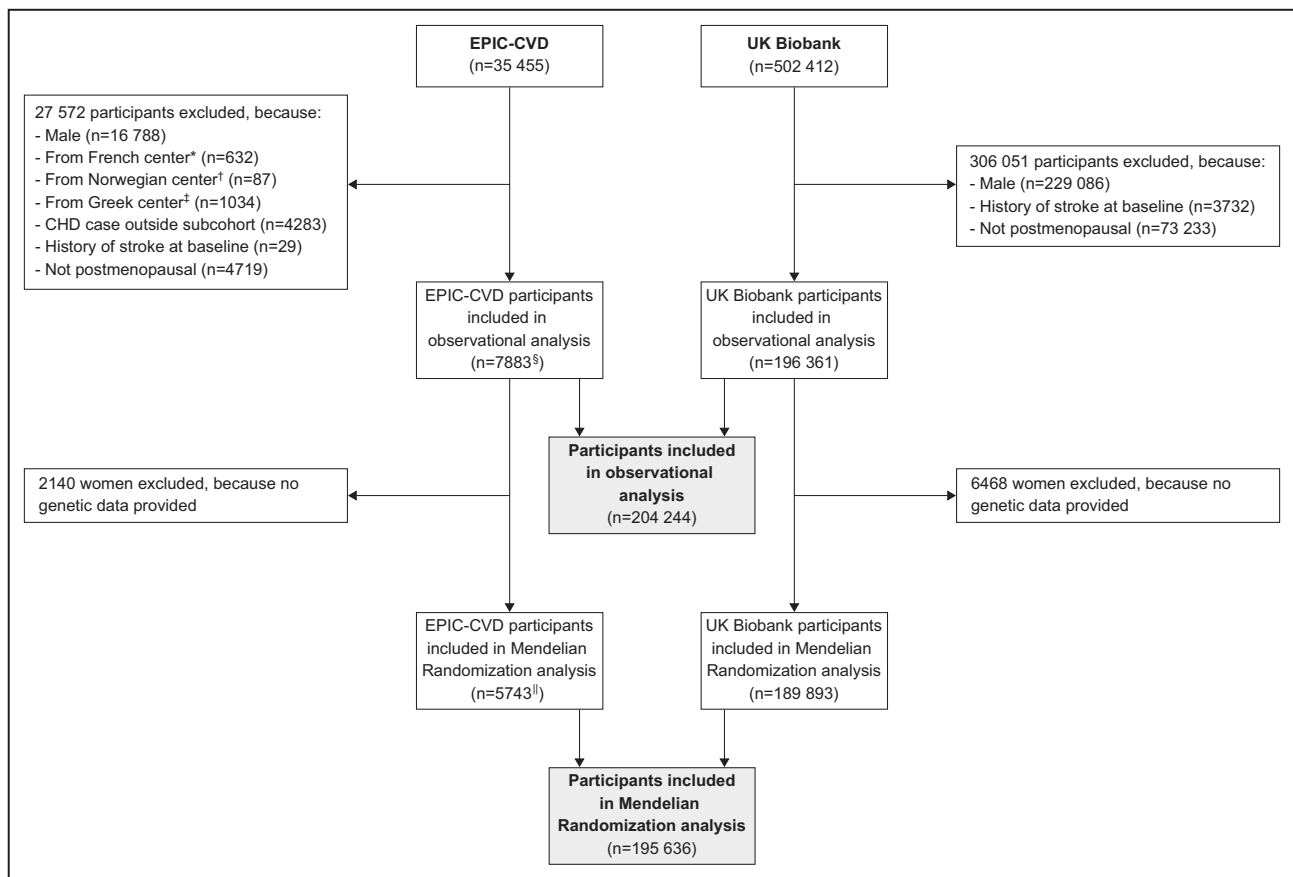 EPIC-CVD
(n=35 455)
UK Biobank
(n=502 412)
27 572 participants excluded, because:
- Male (n=16 788)
- From French center* (n=632)
- From Norwegian center† (n=87)
- From Greek center‡ (n=1034)
- CHD case outside subcohort (n=4283)
- History of stroke at baseline (n=29)
- Not postmenopausal (n=4719)
306 051 participants excluded, because:
- Male (n=229 086)
- History of stroke at baseline (n=3732)
- Not postmenopausal (n=73 233)
EPIC-CVD participants
included in
observational analysis
(n=7883§)
UK Biobank participants
included in
observational analysis
(n=196 361)
Participants included
in observational
analysis
(n=204 244)
2140 women excluded, because no
genetic data provided
6468 women excluded, because no
genetic data provided
EPIC-CVD participants
included in Mendelian
Randomization analysis
(n=5743||)
UK Biobank participants
included in Mendelian
Randomization analysis
(n=189 893)
Participants included
in Mendelian
Randomization analysis
(n=195 636)